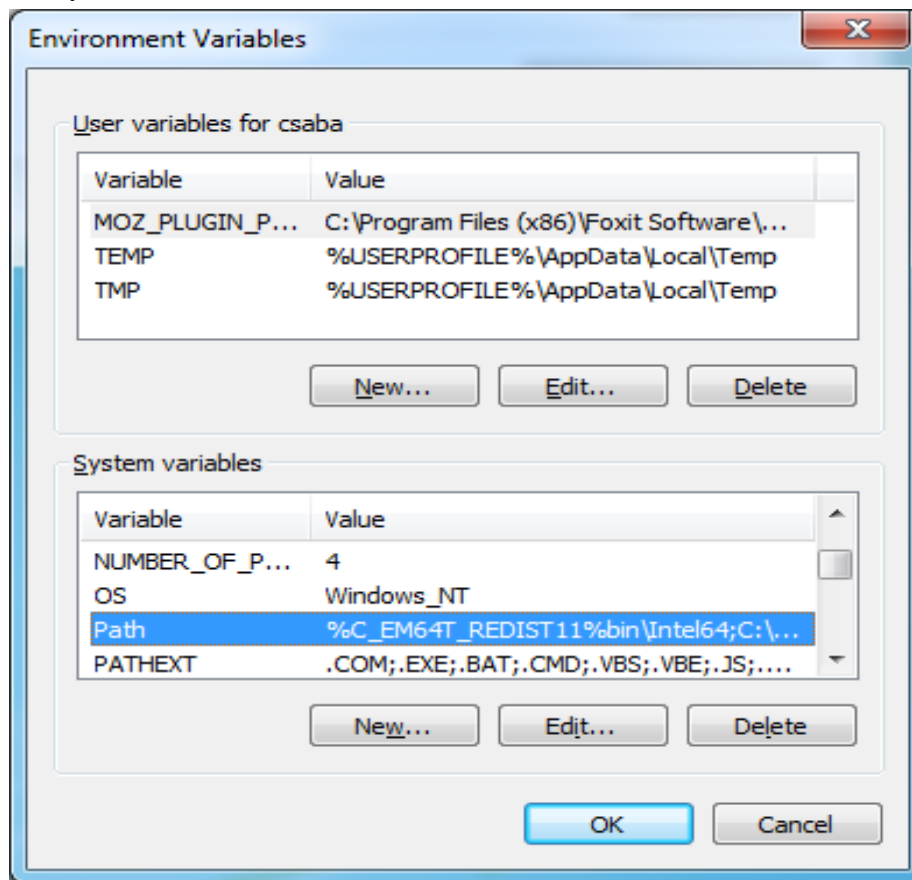 Environment Variables
User variables for csaba
Variable Value
MOZ_PLUGIN_P... C:\Program Files (x86)\Foxit Software\...
TEMP %USERPROFILE%\AppData\Local\Temp
TMP %USERPROFILE%\AppData\Local\Temp
New... Edit... Delete
System variables
Variable Value
NUMBER_OF_P... 4
OS Windows_NT
Path %C_EM64T_REDIST11%bin\Intel64;C:\...
PATHEXT .COM;.EXE;.BAT;.CMD;.VBS;.VBE;.JS;....
New... Edit... Delete
OK Cancel